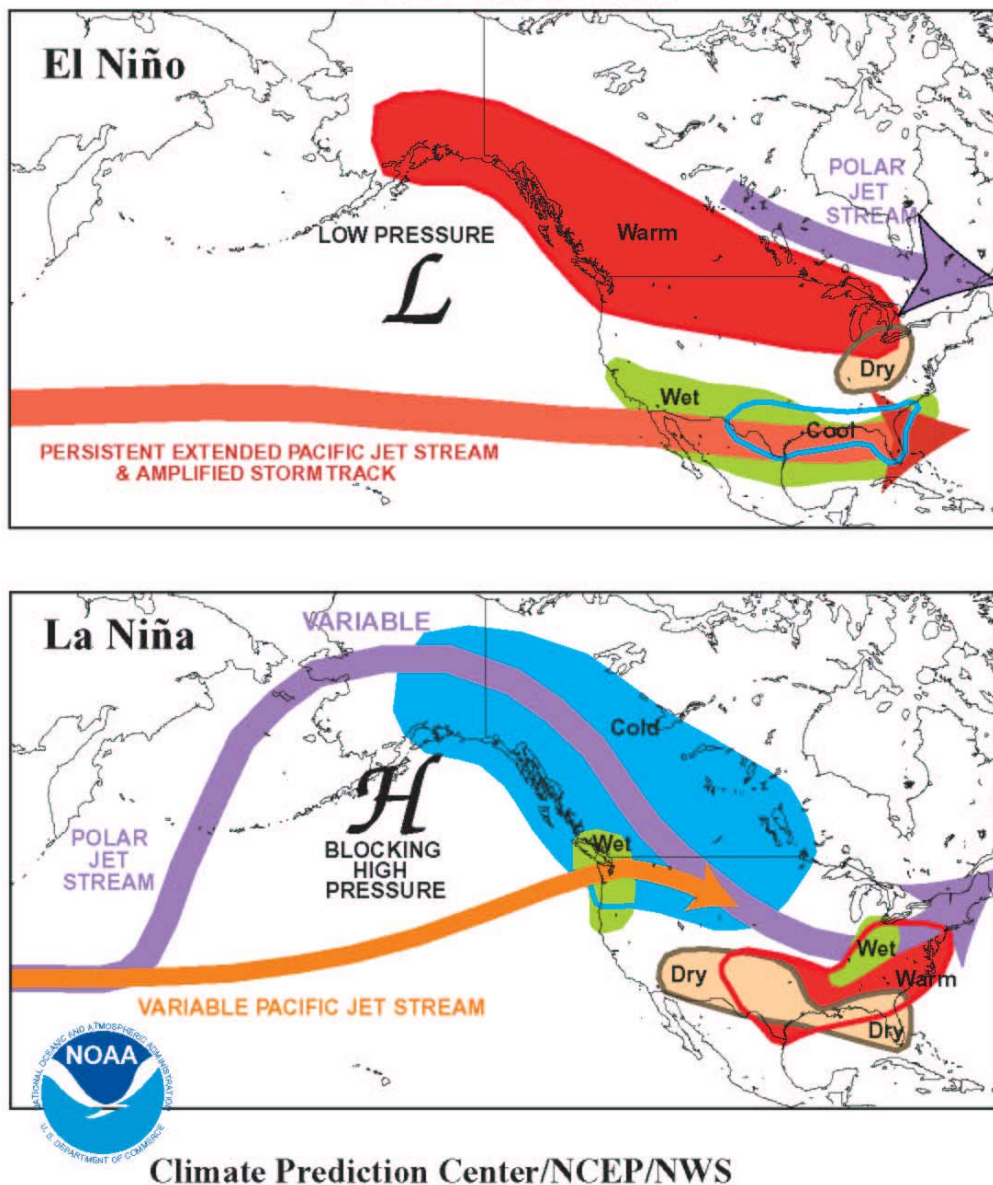 El Niño
POLAR
JET
STREAM
LOW PRESSURE
L
Warm
Dry
Wet
Cool
PERSISTENT EXTENDED PACIFIC JET STREAM
& AMPLIFIED STORM TRACK
La Niña
VARIABLE
Cold
H
POLAR
JET
STREAM
BLOCKING
HIGH
PRESSURE
Wet
Wet
Dry
Warm
Dry
VARIABLE PACIFIC JET STREAM
NATIONAL OCEANIC AND ATMOSPHERIC ADMINISTRATION
NOAA
U.S. DEPARTMENT OF COMMERCE
Climate Prediction Center/NCEP/NWS